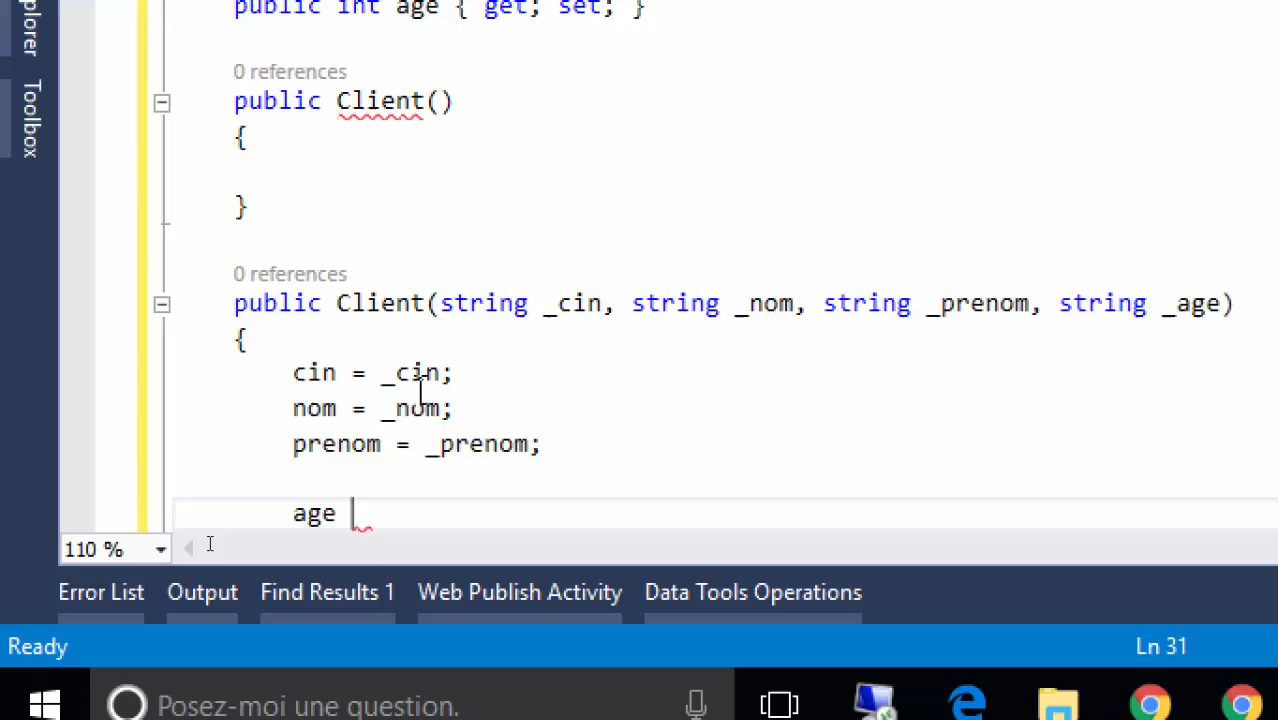 public int age { get; set; }
plorer
Toolbox
0 references
public Client()
{
}
0 references
public Client(string _cin, string _nom, string _prenom, string _age)
{
cin = _cin;
nom = _nom;
prenom = _prenom;
age
110 %
Error List Output Find Results 1 Web Publish Activity Data Tools Operations
Ready Ln 31
Posez-moi une question.